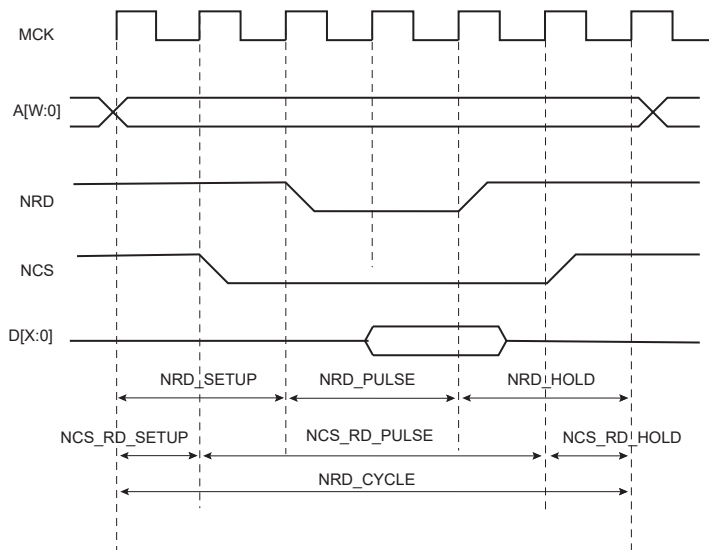 MCK
A[W:0]
NRD
NCS
D[X:0]
NRD_SETUP NRD_PULSE NRD_HOLD
NCS_RD_SETUP NCS_RD_PULSE NCS_RD_HOLD
NRD_CYCLE